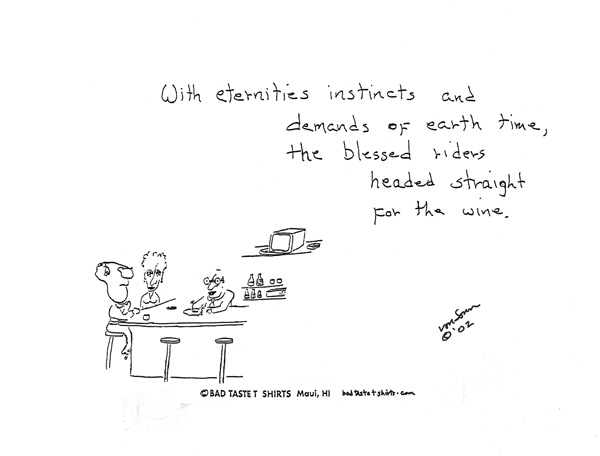 With eternities instincts and
demands of earth time,
the blessed riders
headed straight
for the wine.
© '02
© BAD TASTE T SHIRTS Maui, HI badtastetshirts.com